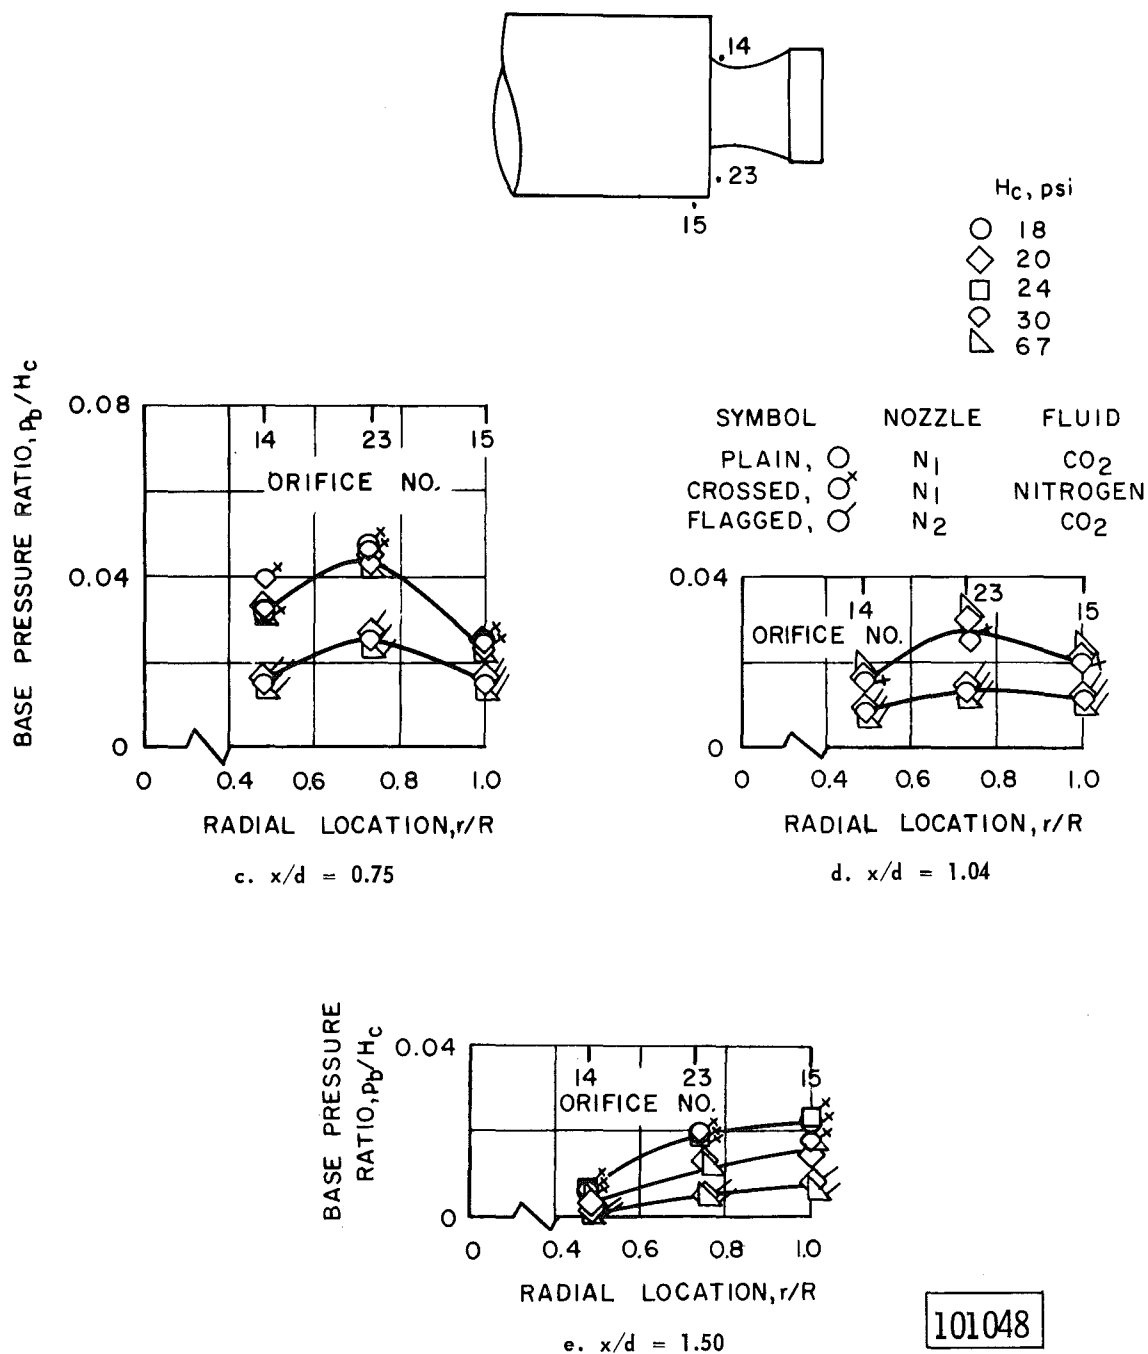 .14
.23
15
Hc, psi
18
20
24
30
67
SYMBOL NOZZLE FLUID
PLAIN, N1 CO2
CROSSED, N1 NITROGEN
FLAGGED, N2 CO2
BASE PRESSURE RATIO, pb/Hc
0.08
0.04
0
14 23 15
ORIFICE NO.
0 0.4 0.6 0.8 1.0
RADIAL LOCATION, r/R
c. x/d = 0.75
0.04
0
14 23 15
ORIFICE NO.
0 0.4 0.6 0.8 1.0
RADIAL LOCATION, r/R
d. x/d = 1.04
BASE PRESSURE
RATIO, pb/Hc
0.04
0
14 23 15
ORIFICE NO.
0 0.4 0.6 0.8 1.0
RADIAL LOCATION, r/R
e. x/d = 1.50
101048